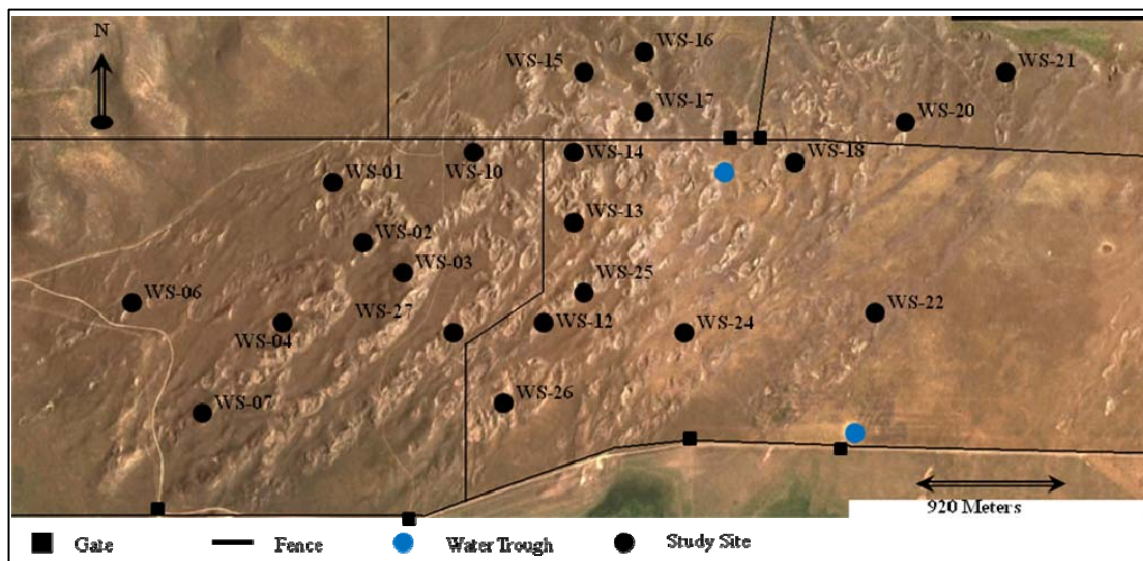 N
WS-16
WS-15
WS-21
WS-17
WS-20
WS-14
WS-18
WS-10
WS-01
WS-13
WS-02
WS-03
WS-25
WS-06
WS-27
WS-22
WS-12
WS-24
WS-04
WS-26
WS-07
920 Meters
Gate
Fence
Water Trough
Study Site